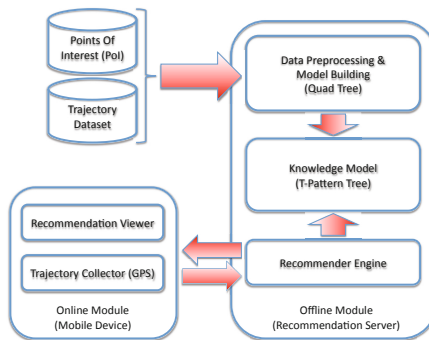 Points Of
Interest (PoI)
Trajectory
Dataset
Data Preprocessing &
Model Building
(Quad Tree)
Knowledge Model
(T-Pattern Tree)
Recommender Engine
Offline Module
(Recommendation Server)
Recommendation Viewer
Trajectory Collector (GPS)
Online Module
(Mobile Device)